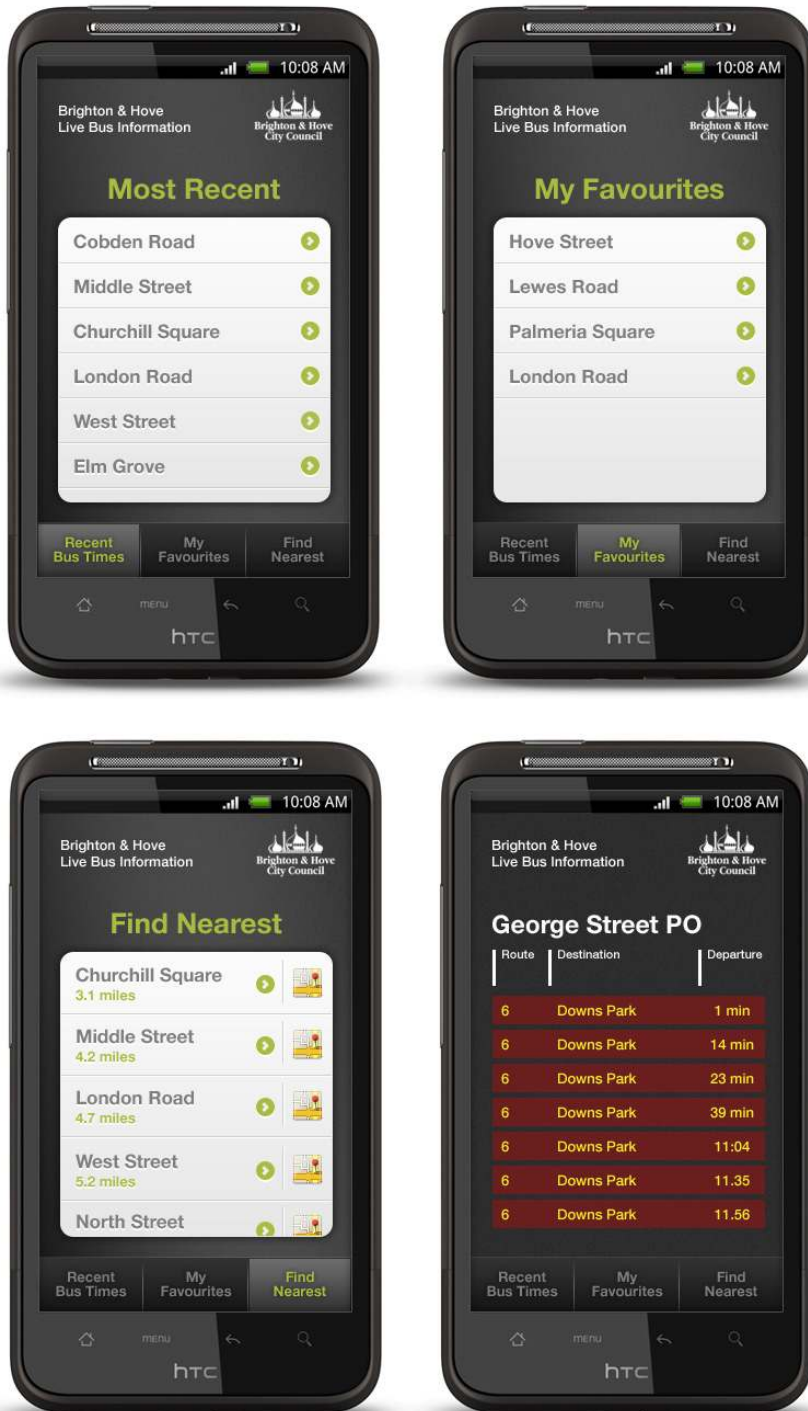 10:08 AM
Brighton & Hove
Live Bus Information
Brighton & Hove
City Council
Most Recent
Cobden Road
Middle Street
Churchill Square
London Road
West Street
Elm Grove
Recent
Bus Times
My
Favourites
Find
Nearest
MENU
hTC
10:08 AM
Brighton & Hove
Live Bus Information
Brighton & Hove
City Council
My Favourites
Hove Street
Lewes Road
Palmeria Square
London Road
Recent
Bus Times
My
Favourites
Find
Nearest
MENU
hTC
10:08 AM
Brighton & Hove
Live Bus Information
Brighton & Hove
City Council
Find Nearest
Churchill Square
3.1 miles
Middle Street
4.2 miles
London Road
4.7 miles
West Street
5.2 miles
North Street
Recent
Bus Times
My
Favourites
Find
Nearest
MENU
hTC
10:08 AM
Brighton & Hove
Live Bus Information
Brighton & Hove
City Council
George Street PO
Route Destination Departure
6 Downs Park 1 min
6 Downs Park 14 min
6 Downs Park 23 min
6 Downs Park 39 min
6 Downs Park 11:04
6 Downs Park 11.35
6 Downs Park 11.56
Recent
Bus Times
My
Favourites
Find
Nearest
MENU
hTC